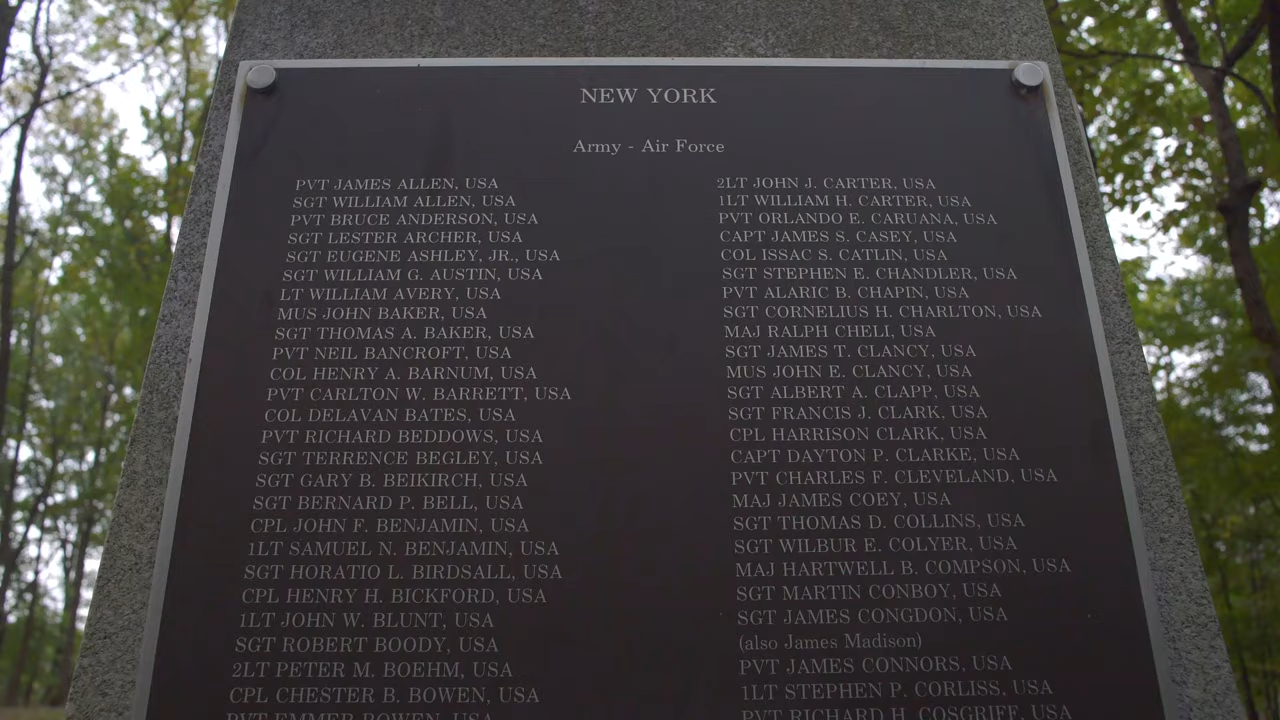 NEW YORK
Army - Air Force
PVT JAMES ALLEN, USA
SGT WILLIAM ALLEN, USA
PVT BRUCE ANDERSON, USA
SGT LESTER ARCHER, USA
SGT EUGENE ASHLEY, JR., USA
SGT WILLIAM G. AUSTIN, USA
LT WILLIAM AVERY, USA
MUS JOHN BAKER, USA
SGT THOMAS A. BAKER, USA
PVT NEIL BANCROFT, USA
COL HENRY A. BARNUM, USA
PVT CARLTON W. BARRETT, USA
COL DELAVAN BATES, USA
PVT RICHARD BEDDOWS, USA
SGT TERRENCE BEGLEY, USA
SGT GARY B. BEIKIRCH, USA
SGT BERNARD P. BELL, USA
CPL JOHN F. BENJAMIN, USA
1LT SAMUEL N. BENJAMIN, USA
SGT HORATIO L. BIRDSALL, USA
CPL HENRY H. BICKFORD, USA
1LT JOHN W. BLUNT, USA
SGT ROBERT BOODY, USA
2LT PETER M. BOEHM, USA
CPL CHESTER B. BOWEN, USA
PVT EMMER BOWEN, USA
2LT JOHN J. CARTER, USA
1LT WILLIAM H. CARTER, USA
PVT ORLANDO E. CARUANA, USA
CAPT JAMES S. CASEY, USA
COL ISSAC S. CATLIN, USA
SGT STEPHEN E. CHANDLER, USA
PVT ALARIC B. CHAPIN, USA
SGT CORNELIUS H. CHARLTON, USA
MAJ RALPH CHELI, USA
SGT JAMES T. CLANCY, USA
MUS JOHN E. CLANCY, USA
SGT ALBERT A. CLAPP, USA
SGT FRANCIS J. CLARK. USA
CPL HARRISON CLARK, USA
CAPT DAYTON P. CLARKE, USA
PVT CHARLES F. CLEVELAND, USA
MAJ JAMES COEY, USA
SGT THOMAS D. COLLINS, USA
SGT WILBUR E. COLYER, USA
MAJ HARTWELL B. COMPSON, USA
SGT MARTIN CONBOY, USA
SGT JAMES CONGDON, USA
(also James Madison)
PVT JAMES CONNORS, USA
1LT STEPHEN P. CORLISS, USA
PVT RICHARD H. COSGRIFF, USA